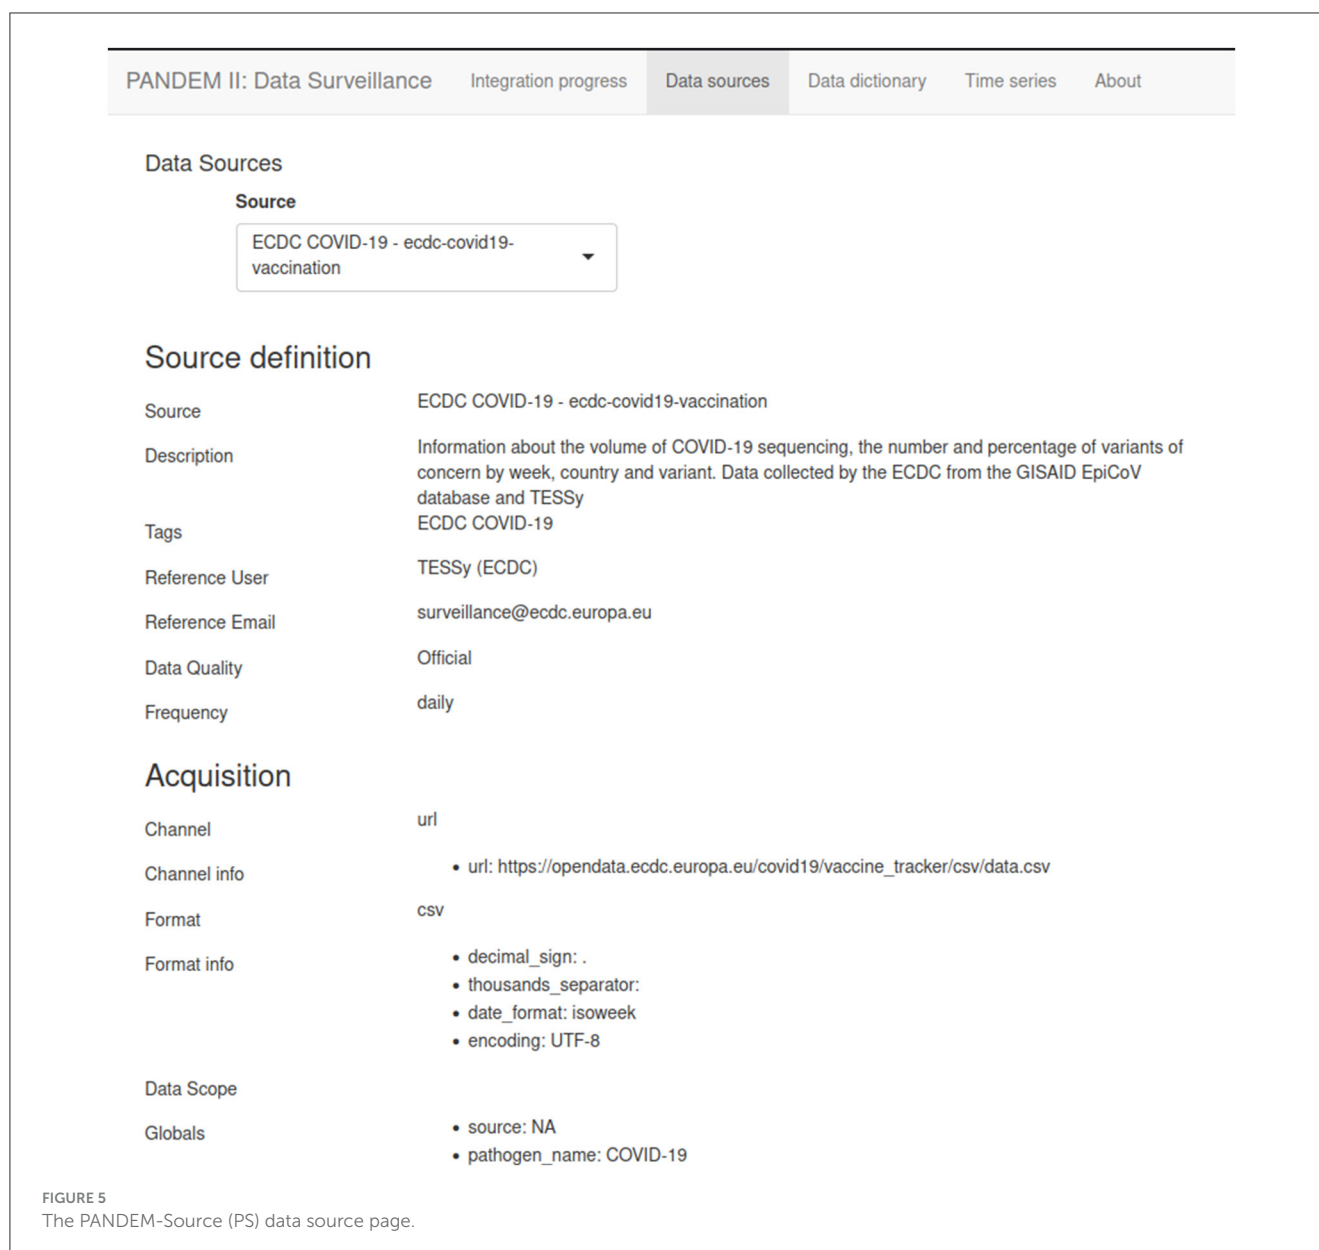 PANDEM II: Data Surveillance Integration progress Data sources Data dictionary Time series About
Data Sources
Source
ECDC COVID-19 - ecdc-covid19-
vaccination
Source definition
Source ECDC COVID-19 - ecdc-covid19-vaccination
Description Information about the volume of COVID-19 sequencing, the number and percentage of variants of
concern by week, country and variant. Data collected by the ECDC from the GISAID EpiCoV
database and TESSy
Tags ECDC COVID-19
Reference User TESSy (ECDC)
Reference Email surveillance@ecdc.europa.eu
Data Quality Official
Frequency daily
Acquisition
Channel url
Channel info • url: https://opendata.ecdc.europa.eu/covid19/vaccine_tracker/csv/data.csv
Format csv
Format info • decimal_sign: .
• thousands_separator:
• date_format: isoweek
• encoding: UTF-8
Data Scope
Globals • source: NA
• pathogen_name: COVID-19
FIGURE 5
The PANDEM-Source (PS) data source page.